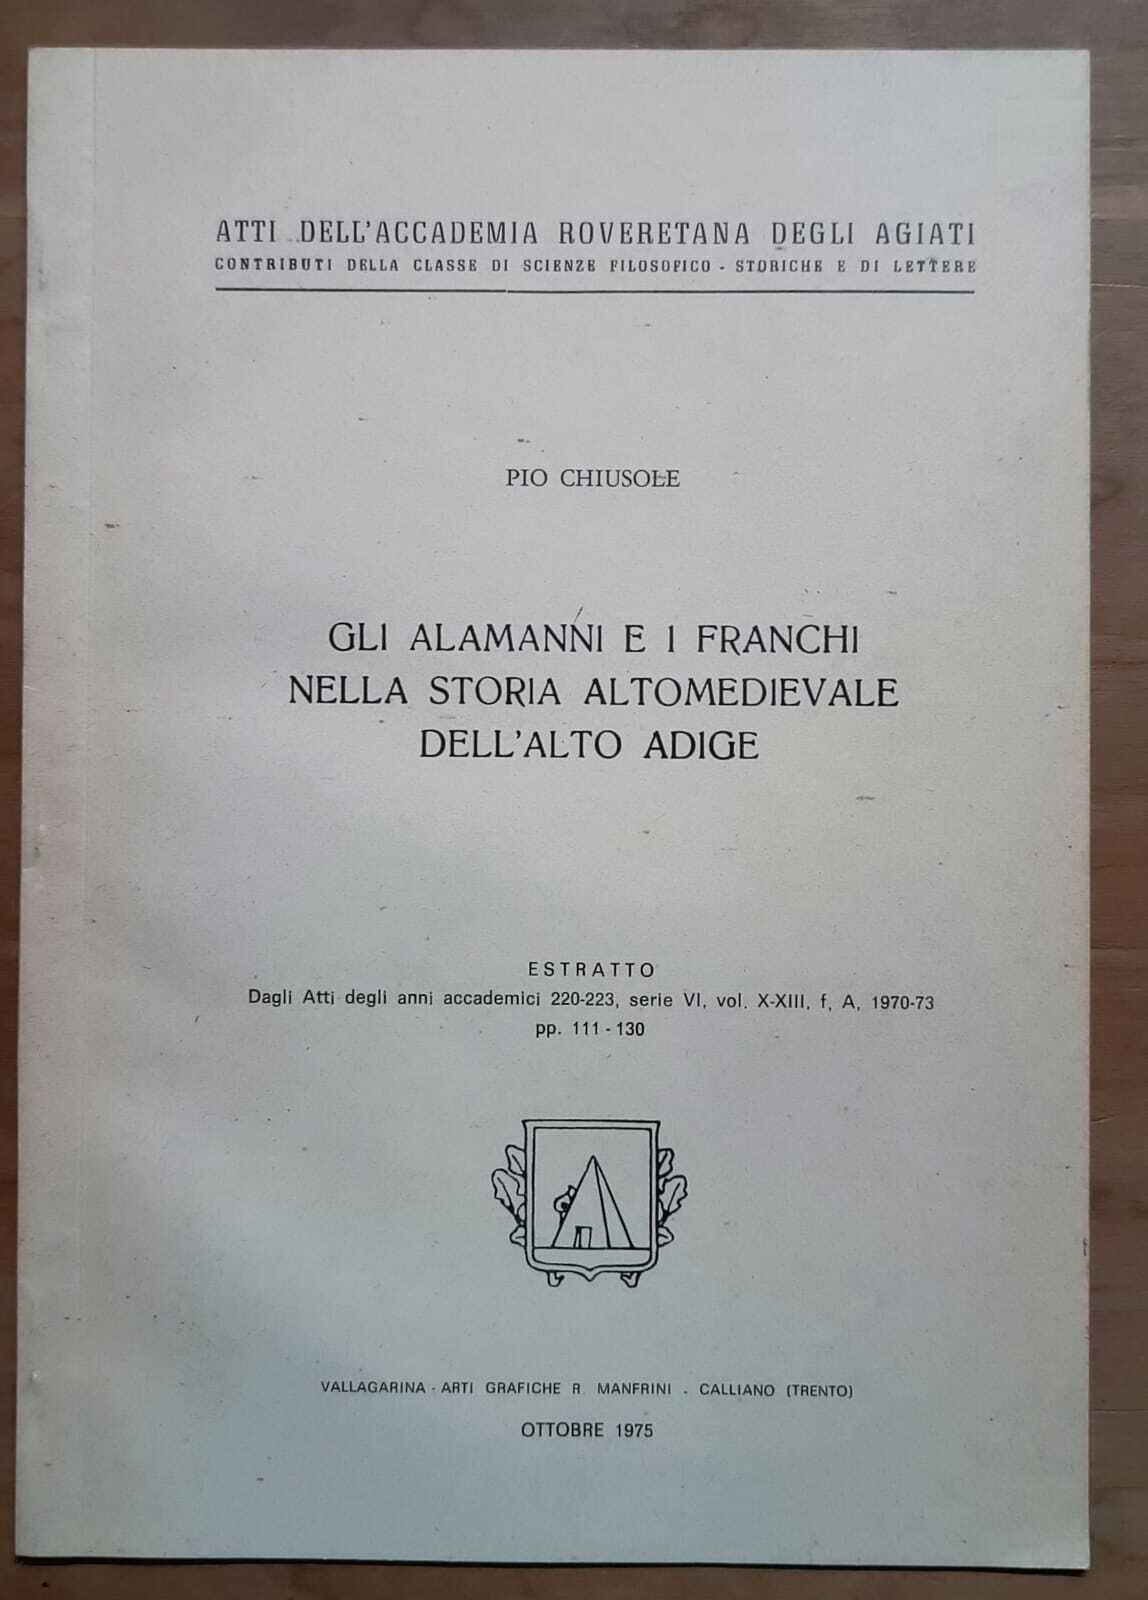 ATTI DELL'ACCADEMIA ROVERETANA DEGLI AGIATI
CONTRIBUTI DELLA CLASSE DI SCIENZE FILOSOFICO - STORICHE E DI LETTERE
PIO CHIUSOLE
GLI ALAMANNI E I FRANCHI
NELLA STORIA ALTOMEDIEVALE
DELL'ALTO ADIGE
ESTRATTO
Dagli Atti degli anni accademici 220-223, serie VI, vol. X-XIII, f, A, 1970-73
pp. 111 - 130
VALLAGARINA - ARTI GRAFICHE R. MANFRINI - CALLIANO (TRENTO)
OTTOBRE 1975